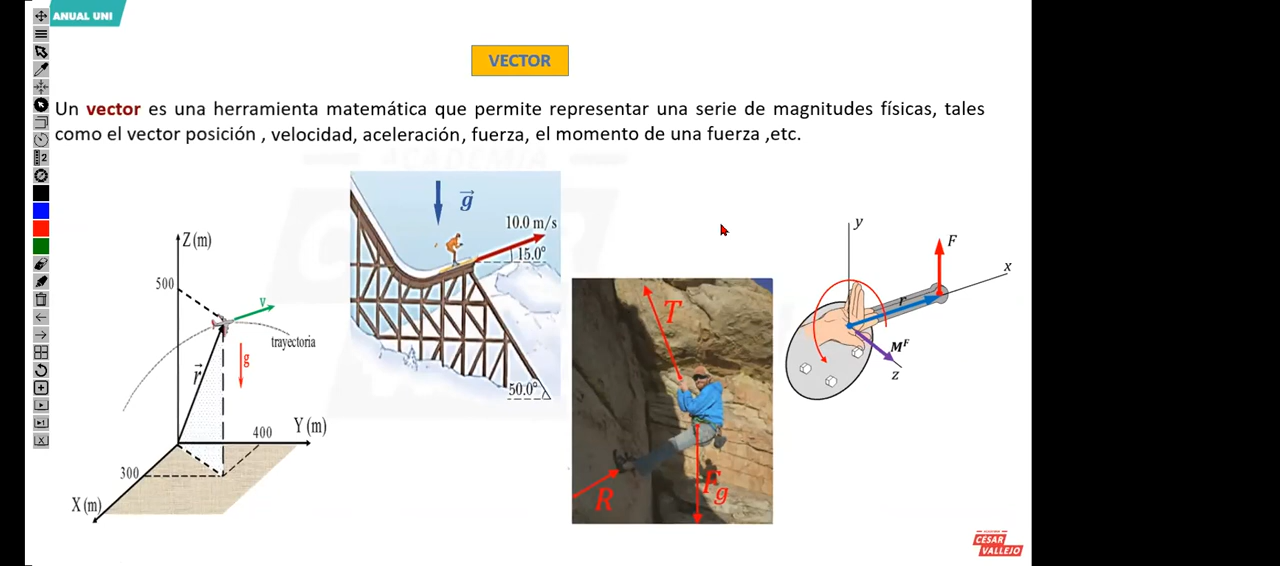 ANUAL UNI
VECTOR
Un vector es una herramienta matemática que permite representar una serie de magnitudes físicas, tales
como el vector posición , velocidad, aceleración, fuerza, el momento de una fuerza ,etc.
ACADEMIA
Z (m)
500
v
trayectoria
g
r
400
Y (m)
300
X (m)
g
10.0 m/s
15.0°
50.0°
T
R
Fg
y
F
x
r
M^F
z
CÉSAR
VALLEJO